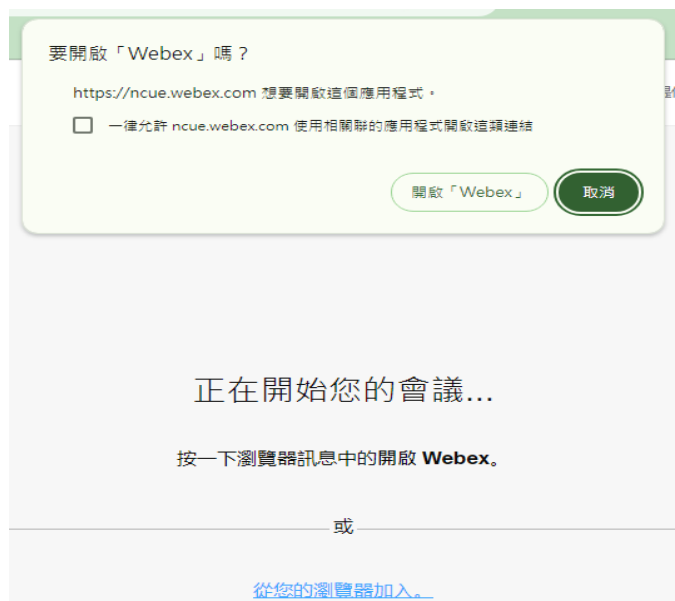 要開啟「Webex」嗎？
https://ncue.webex.com 想要開啟這個應用程式。
一律允許 ncue.webex.com 使用相關聯的應用程式開啟這類連結
開啟「Webex」
取消
正在開始您的會議...
按一下瀏覽器訊息中的開啟 Webex。
或
從您的瀏覽器加入。